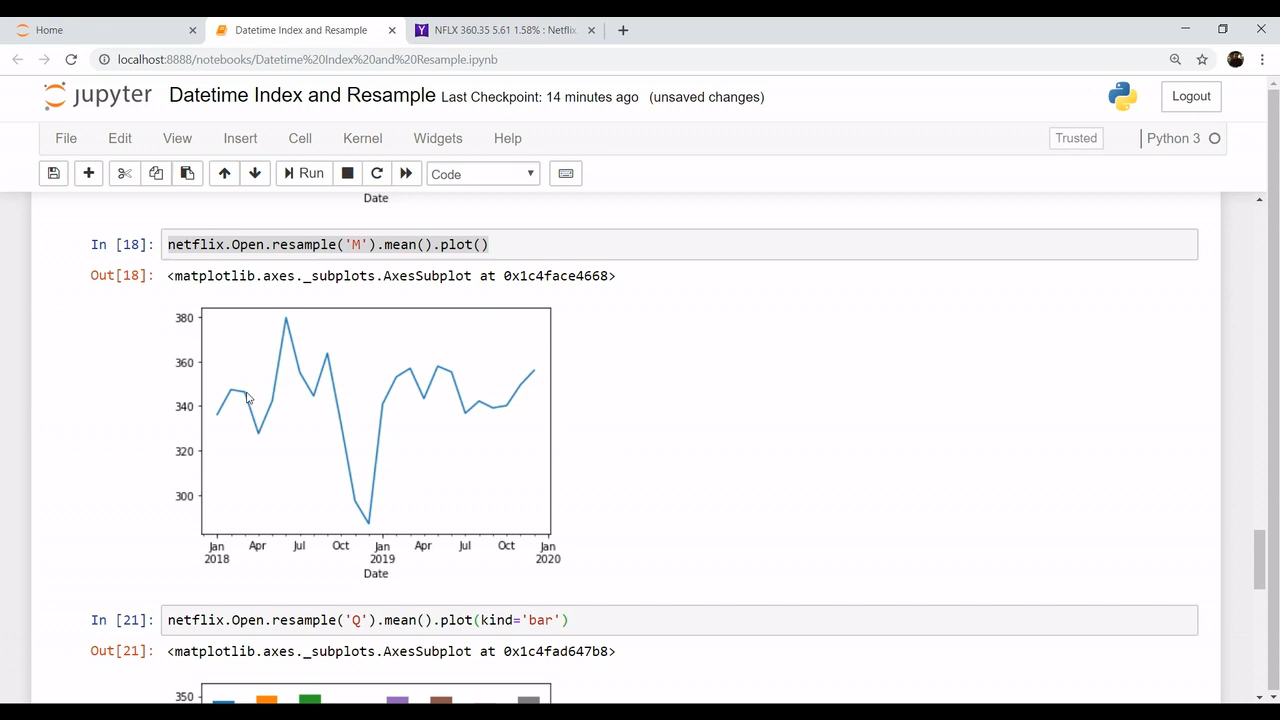 Home
Datetime Index and Resample
NFLX 360.35 5.61 1.58% : Netflix
localhost:8888/notebooks/Datetime%20Index%20and%20Resample.ipynb
jupyter Datetime Index and Resample Last Checkpoint: 14 minutes ago (unsaved changes)
Logout
File Edit View Insert Cell Kernel Widgets Help
Trusted
Python 3
Run
Code
Date
In [18]: netflix.Open.resample('M').mean().plot()
Out[18]: <matplotlib.axes._subplots.AxesSubplot at 0x1c4face4668>
380
360
340
320
300
Jan Apr Jul Oct Jan Apr Jul Oct Jan
2018 2019 2020
Date
In [21]: netflix.Open.resample('Q').mean().plot(kind='bar')
Out[21]: <matplotlib.axes._subplots.AxesSubplot at 0x1c4fad647b8>
350